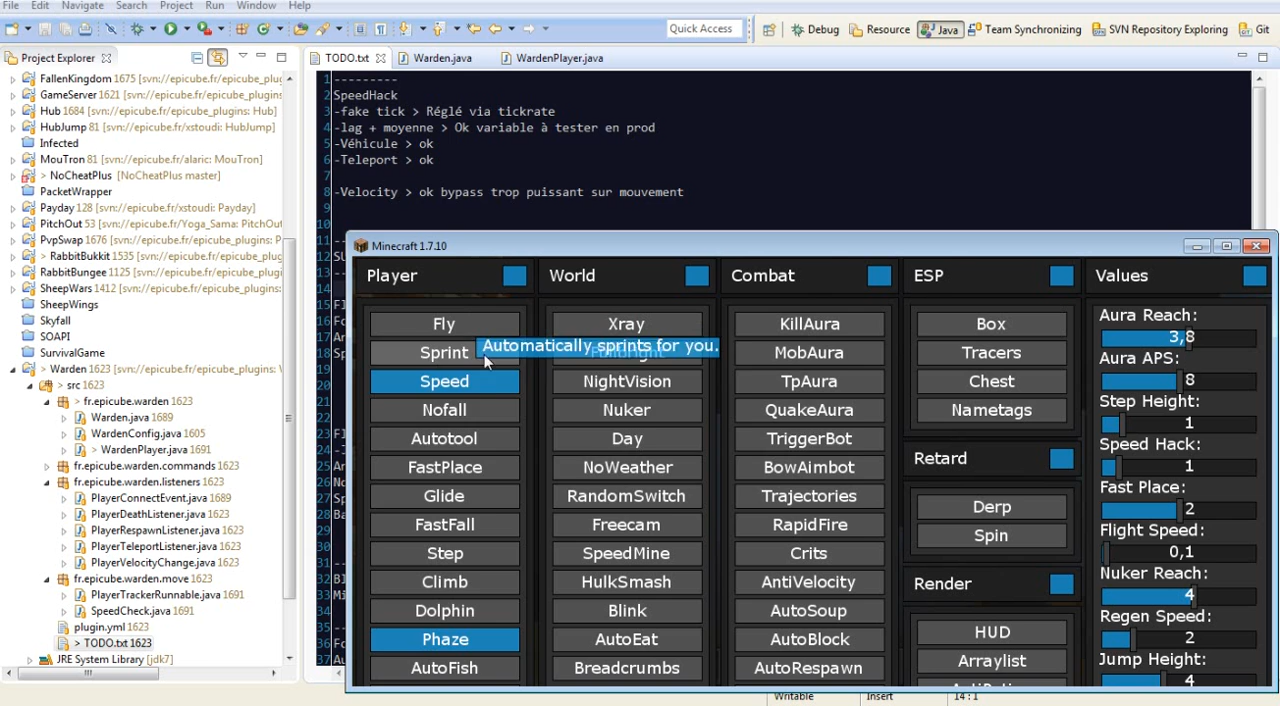 File Edit Navigate Search Project Run Window Help
Quick Access
Debug Resource Java Team Synchronizing SVN Repository Exploring Git
Project Explorer
TODO.txt Warden.java WardenPlayer.java
FallenKingdom 1675 [svn://epicube.fr/epicube_plu
GameServer 1621 [svn://epicube.fr/epicube_plugins
Hub 1684 [svn://epicube.fr/epicube_plugins: Hub]
HubJump 81 [svn://epicube.fr/xstoudi: HubJump]
Infected
MouTron 81 [svn://epicube.fr/alaric: MouTron]
> NoCheatPlus [NoCheatPlus master]
PacketWrapper
Payday 128 [svn://epicube.fr/xstoudi: Payday]
PitchOut 53 [svn://epicube.fr/Yoga_Sama: PitchOut
PvpSwap 1676 [svn://epicube.fr/epicube_plugins: P
> RabbitBukkit 1535 [svn://epicube.fr/epicube_plug
RabbitBungee 1125 [svn://epicube.fr/epicube_plug
SheepWars 1412 [svn://epicube.fr/epicube_plugins:
SheepWings
Skyfall
SOAPI
SurvivalGame
> Warden 1623 [svn://epicube.fr/epicube_plugins:
> src 1623
> fr.epicube.warden 1623
Warden.java 1689
WardenConfig.java 1605
> WardenPlayer.java 1691
fr.epicube.warden.commands 1623
fr.epicube.warden.listeners 1623
PlayerConnectEvent.java 1689
PlayerDeathListener.java 1623
PlayerRespawnListener.java 1623
PlayerTeleportListener.java 1623
PlayerVelocityChange.java 1623
fr.epicube.warden.move 1623
PlayerTrackerRunnable.java 1691
SpeedCheck.java 1691
plugin.yml 1623
> TODO.txt 1623
JRE System Library [jdk7]
1 ---------
2 SpeedHack
3 -fake tick > Réglé via tickrate
4 -lag + moyenne > Ok variable à tester en prod
5 -Véhicule > ok
6 -Teleport > ok
7
8 -Velocity > ok bypass trop puissant sur mouvement
9
10
Minecraft 1.7.10
Player World Combat ESP Values
Fly
Sprint
Speed
Nofall
Autotool
FastPlace
Glide
FastFall
Step
Climb
Dolphin
Phaze
AutoFish
Automatically sprints for you.
Xray
Fullbright
NightVision
Nuker
Day
NoWeather
RandomSwitch
Freecam
SpeedMine
HulkSmash
Blink
AutoEat
Breadcrumbs
KillAura
MobAura
TpAura
QuakeAura
TriggerBot
BowAimbot
Trajectories
RapidFire
Crits
AntiVelocity
AutoSoup
AutoBlock
AutoRespawn
Box
Tracers
Chest
Nametags
Retard
Derp
Spin
Render
HUD
Arraylist
Aura Reach:
3,8
Aura APS:
8
Step Height:
1
Speed Hack:
1
Fast Place:
2
Flight Speed:
0,1
Nuker Reach:
4
Regen Speed:
2
Jump Height:
4
Writable Insert 14 : 1